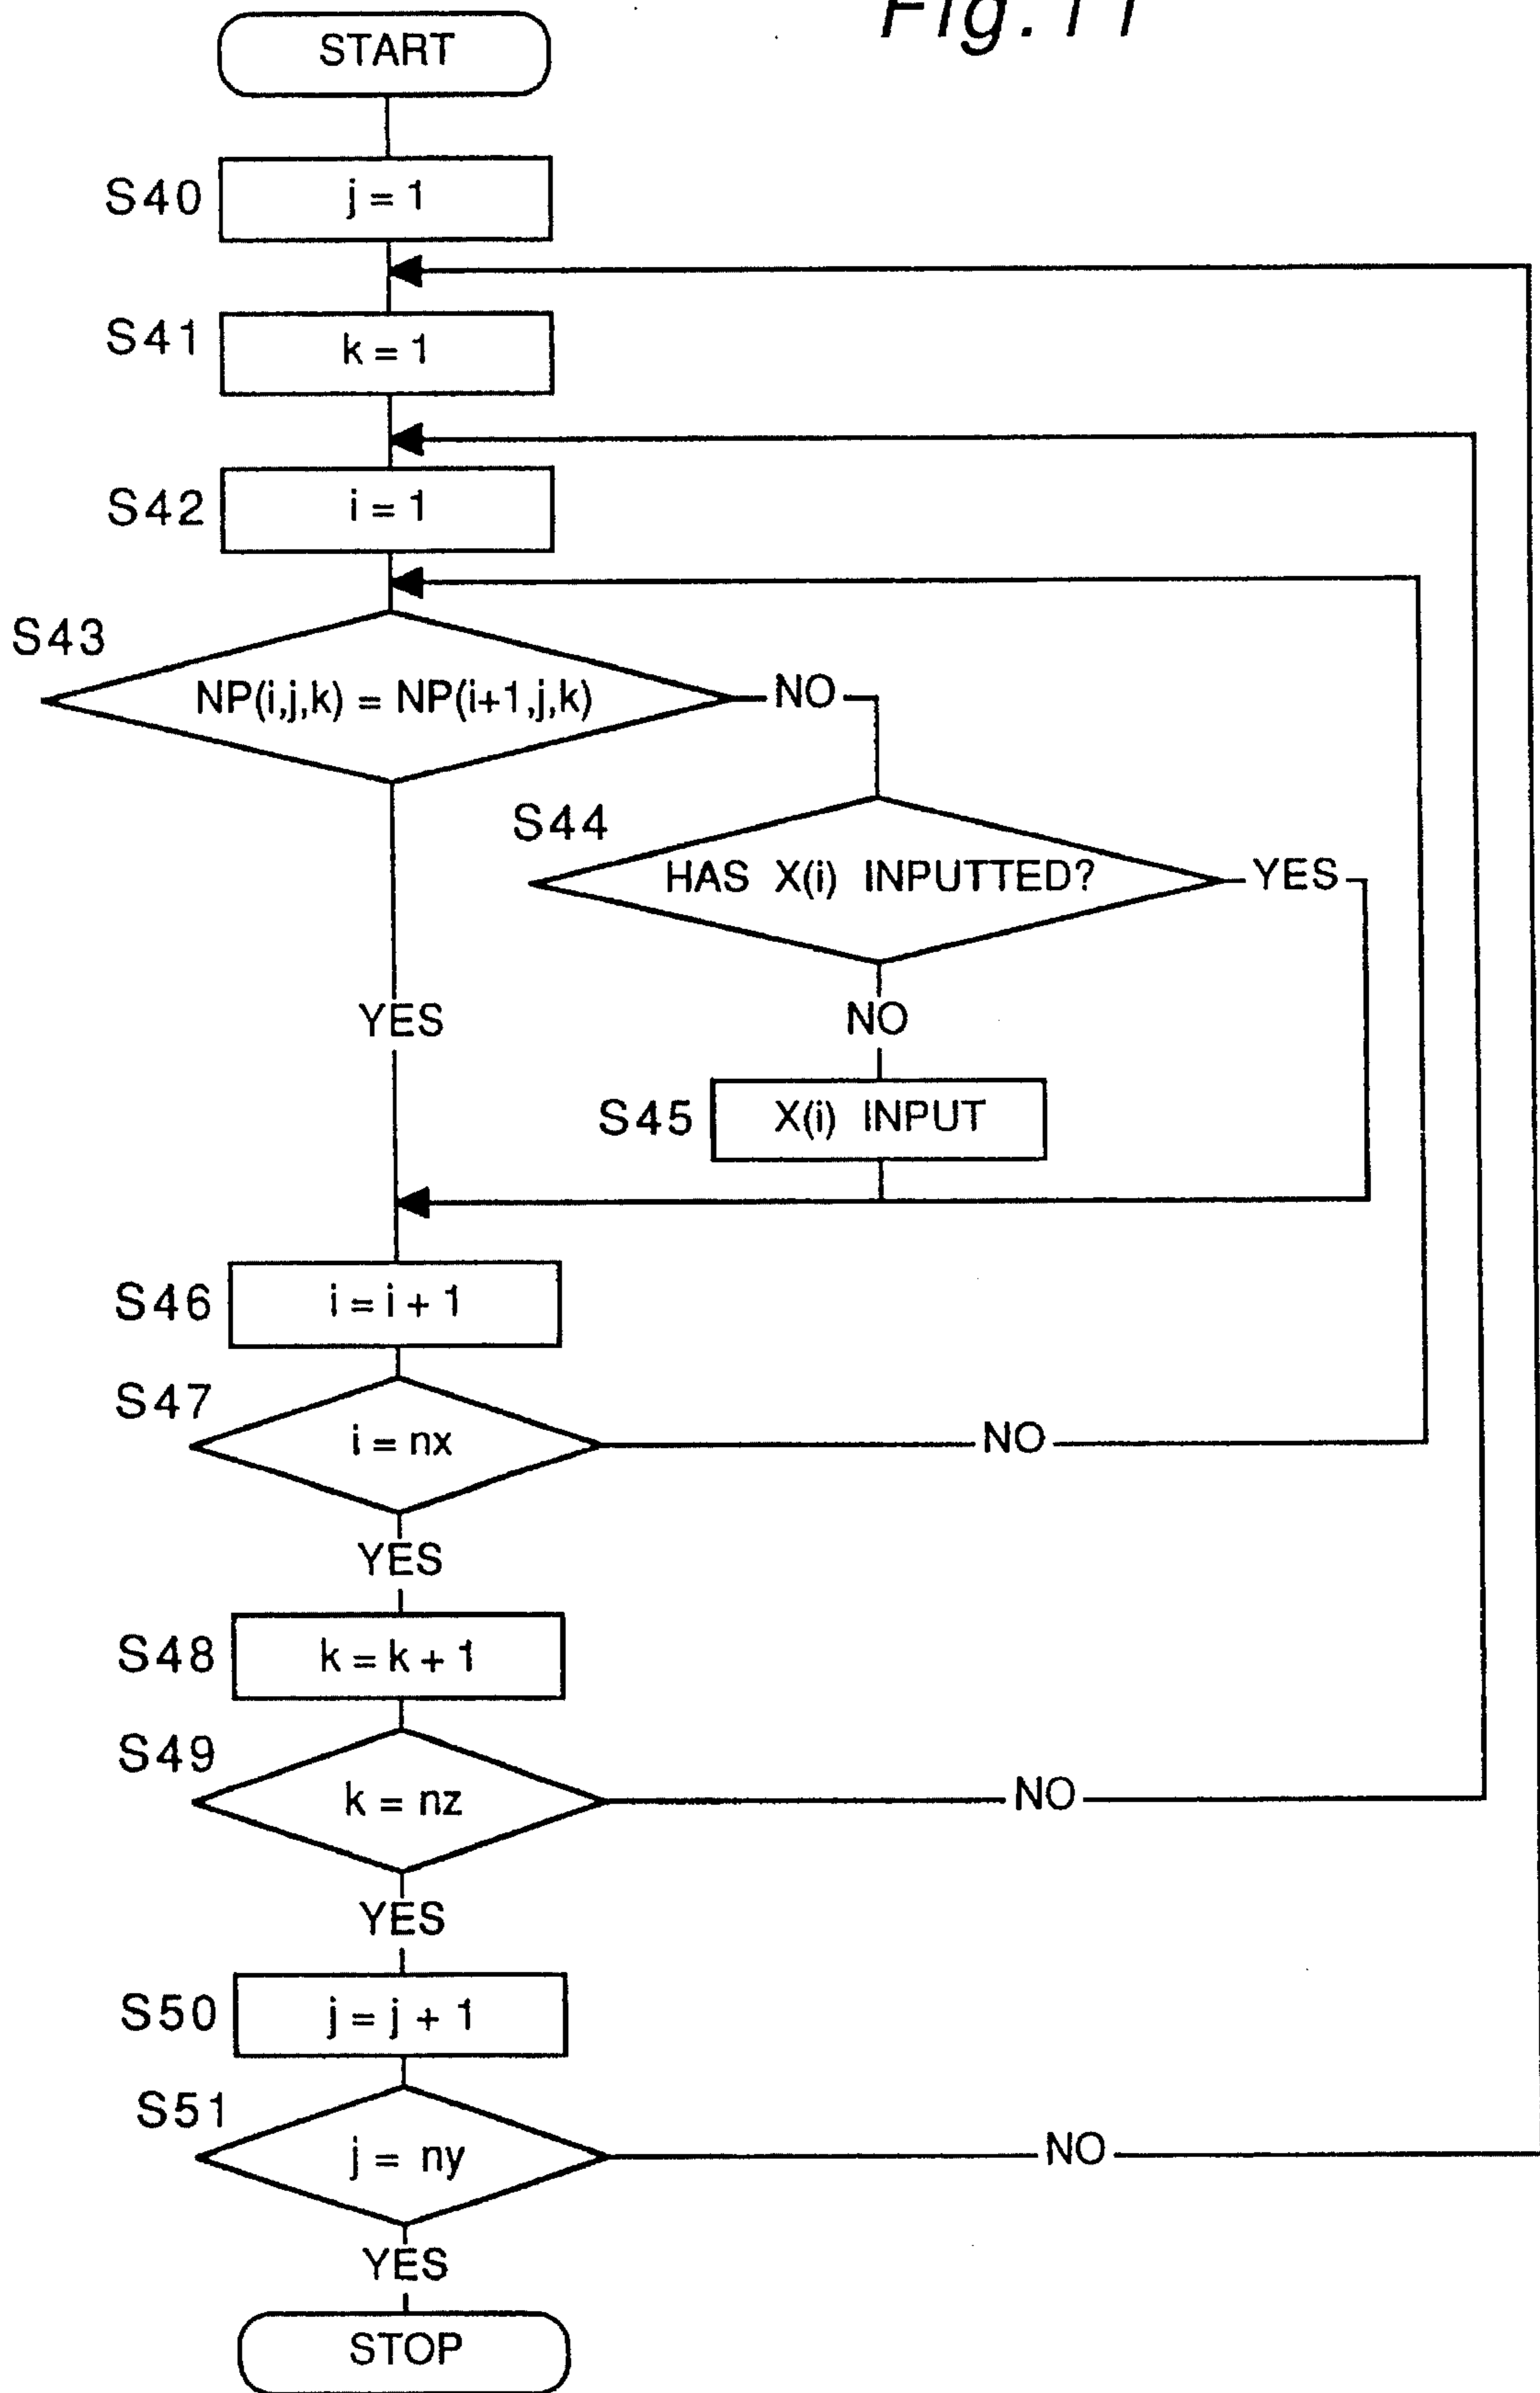 Fig. 11
START
S40
j = 1
S41
k = 1
S42
i = 1
S43
NP(i,j,k) = NP(i+1,j,k)
NO
S44
HAS X(i) INPUTTED?
YES
YES
NO
S45
X(i) INPUT
S46
i = i + 1
S47
i = nx
NO
YES
S48
k = k + 1
S49
k = nz
NO
YES
S50
j = j + 1
S51
j = ny
NO
YES
STOP